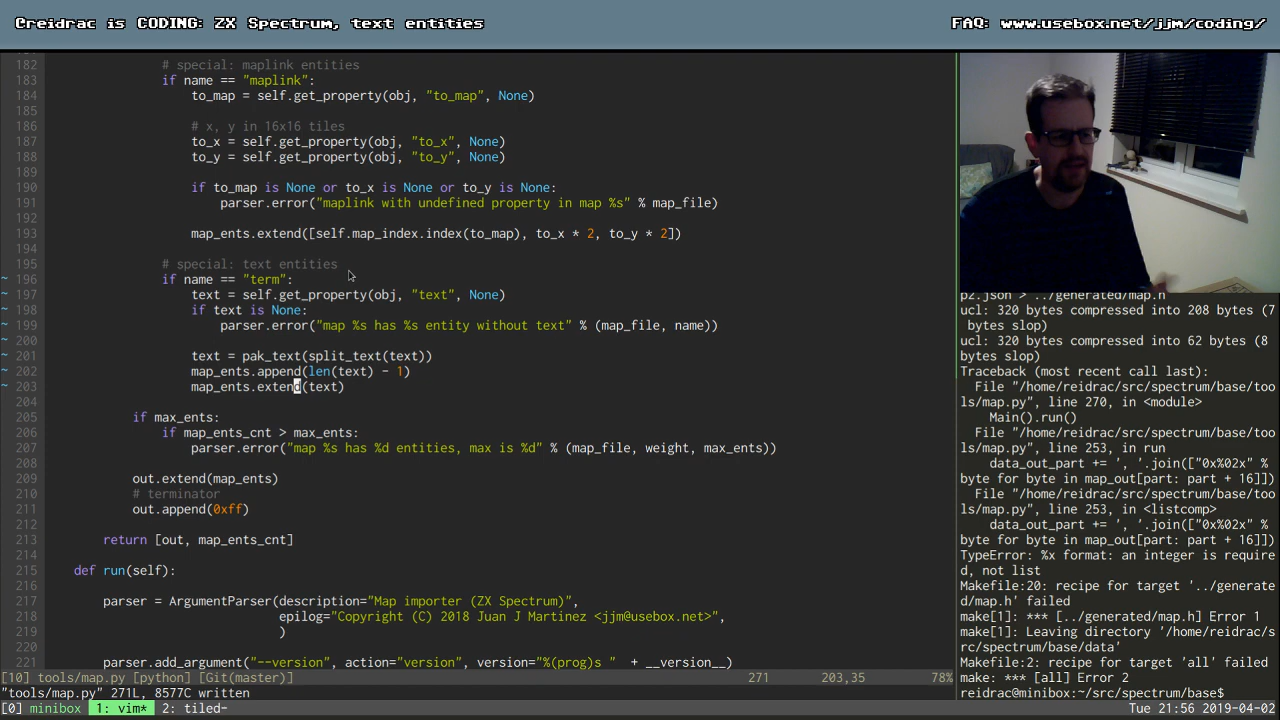 Creidrac is CODING: ZX Spectrum, text entities
FAQ: www.usebox.net/jjm/coding/
182 # special: maplink entities
183 if name == "maplink":
184 to_map = self.get_property(obj, "to_map", None)
185
186 # x, y in 16x16 tiles
187 to_x = self.get_property(obj, "to_x", None)
188 to_y = self.get_property(obj, "to_y", None)
189
190 if to_map is None or to_x is None or to_y is None:
191 parser.error("maplink with undefined property in map %s" % map_file)
192
193 map_ents.extend([self.map_index.index(to_map), to_x * 2, to_y * 2])
194
195 # special: text entities
~ 196 if name == "term":
~ 197 text = self.get_property(obj, "text", None)
~ 198 if text is None:
~ 199 parser.error("map %s has %s entity without text" % (map_file, name))
~ 200
~ 201 text = pak_text(split_text(text))
~ 202 map_ents.append(len(text) - 1)
~ 203 map_ents.extend(text)
204
205 if max_ents:
206 if map_ents_cnt > max_ents:
207 parser.error("map %s has %d entities, max is %d" % (map_file, weight, max_ents))
208
209 out.extend(map_ents)
210 # terminator
211 out.append(0xff)
212
213 return [out, map_ents_cnt]
214
215 def run(self):
216
217 parser = ArgumentParser(description="Map importer (ZX Spectrum)",
218 epilog="Copyright (C) 2018 Juan J Martinez <jjm@usebox.net>",
219 )
220
221 parser.add_argument("--version", action="version", version="%(prog)s " + __version__)
[10] tools/map.py [python] [Git(master)] 271 203,35 78%
"tools/map.py" 271L, 8577C written
p2.json > ../generated/map.h
ucl: 320 bytes compressed into 208 bytes (7
bytes slop)
ucl: 320 bytes compressed into 62 bytes (8
bytes slop)
Traceback (most recent call last):
File "/home/reidrac/src/spectrum/base/too
ls/map.py", line 270, in <module>
Main().run()
File "/home/reidrac/src/spectrum/base/too
ls/map.py", line 253, in run
data_out_part += ', '.join(["0x%02x" %
byte for byte in map_out[part: part + 16]])
File "/home/reidrac/src/spectrum/base/too
ls/map.py", line 253, in <listcomp>
data_out_part += ', '.join(["0x%02x" %
byte for byte in map_out[part: part + 16]])
TypeError: %x format: an integer is require
d, not list
Makefile:20: recipe for target '../generate
d/map.h' failed
make[1]: *** [../generated/map.h] Error 1
make[1]: Leaving directory '/home/reidrac/s
rc/spectrum/base/data'
Makefile:2: recipe for target 'all' failed
make: *** [all] Error 2
reidrac@minibox:~/src/spectrum/base$
[0] minibox 1: vim* 2: tiled- Tue 21:56 2019-04-02